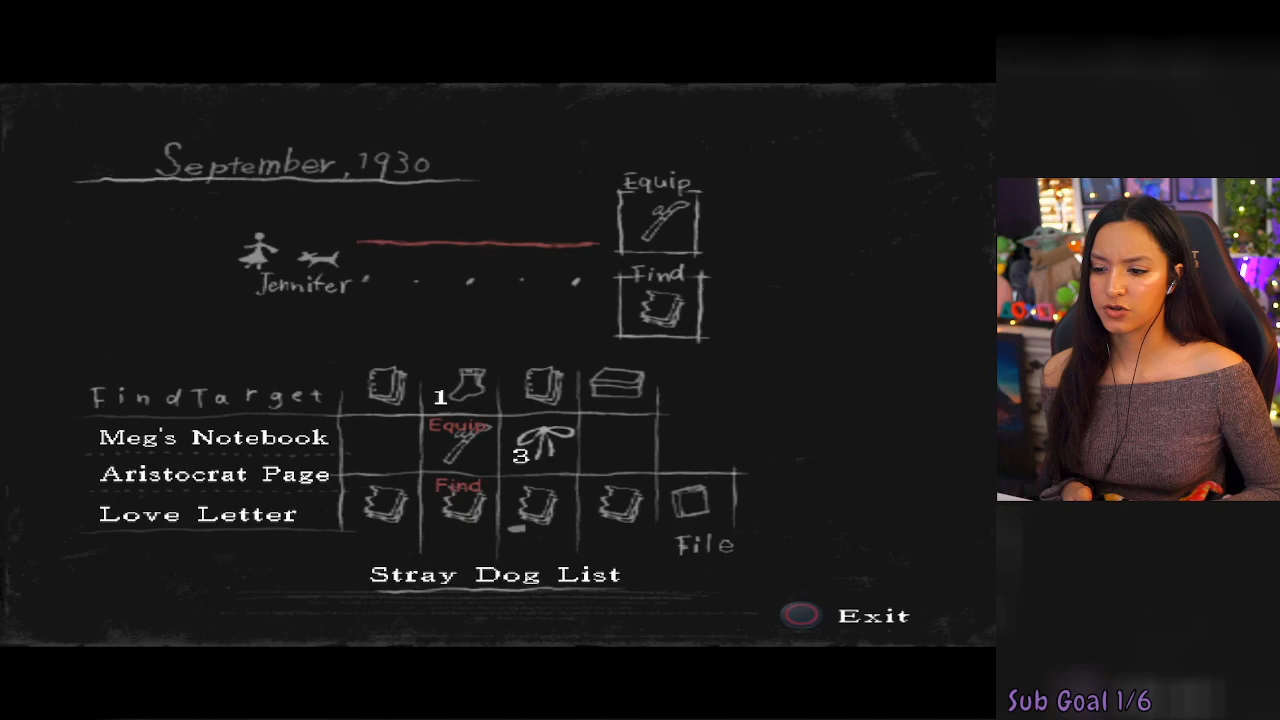 September, 1930
Equip
Jennifer
Find
FindTarget
1
Meg's Notebook
Equip
3
Aristocrat Page
Find
Love Letter
File
Stray Dog List
Exit
Sub Goal 1/6